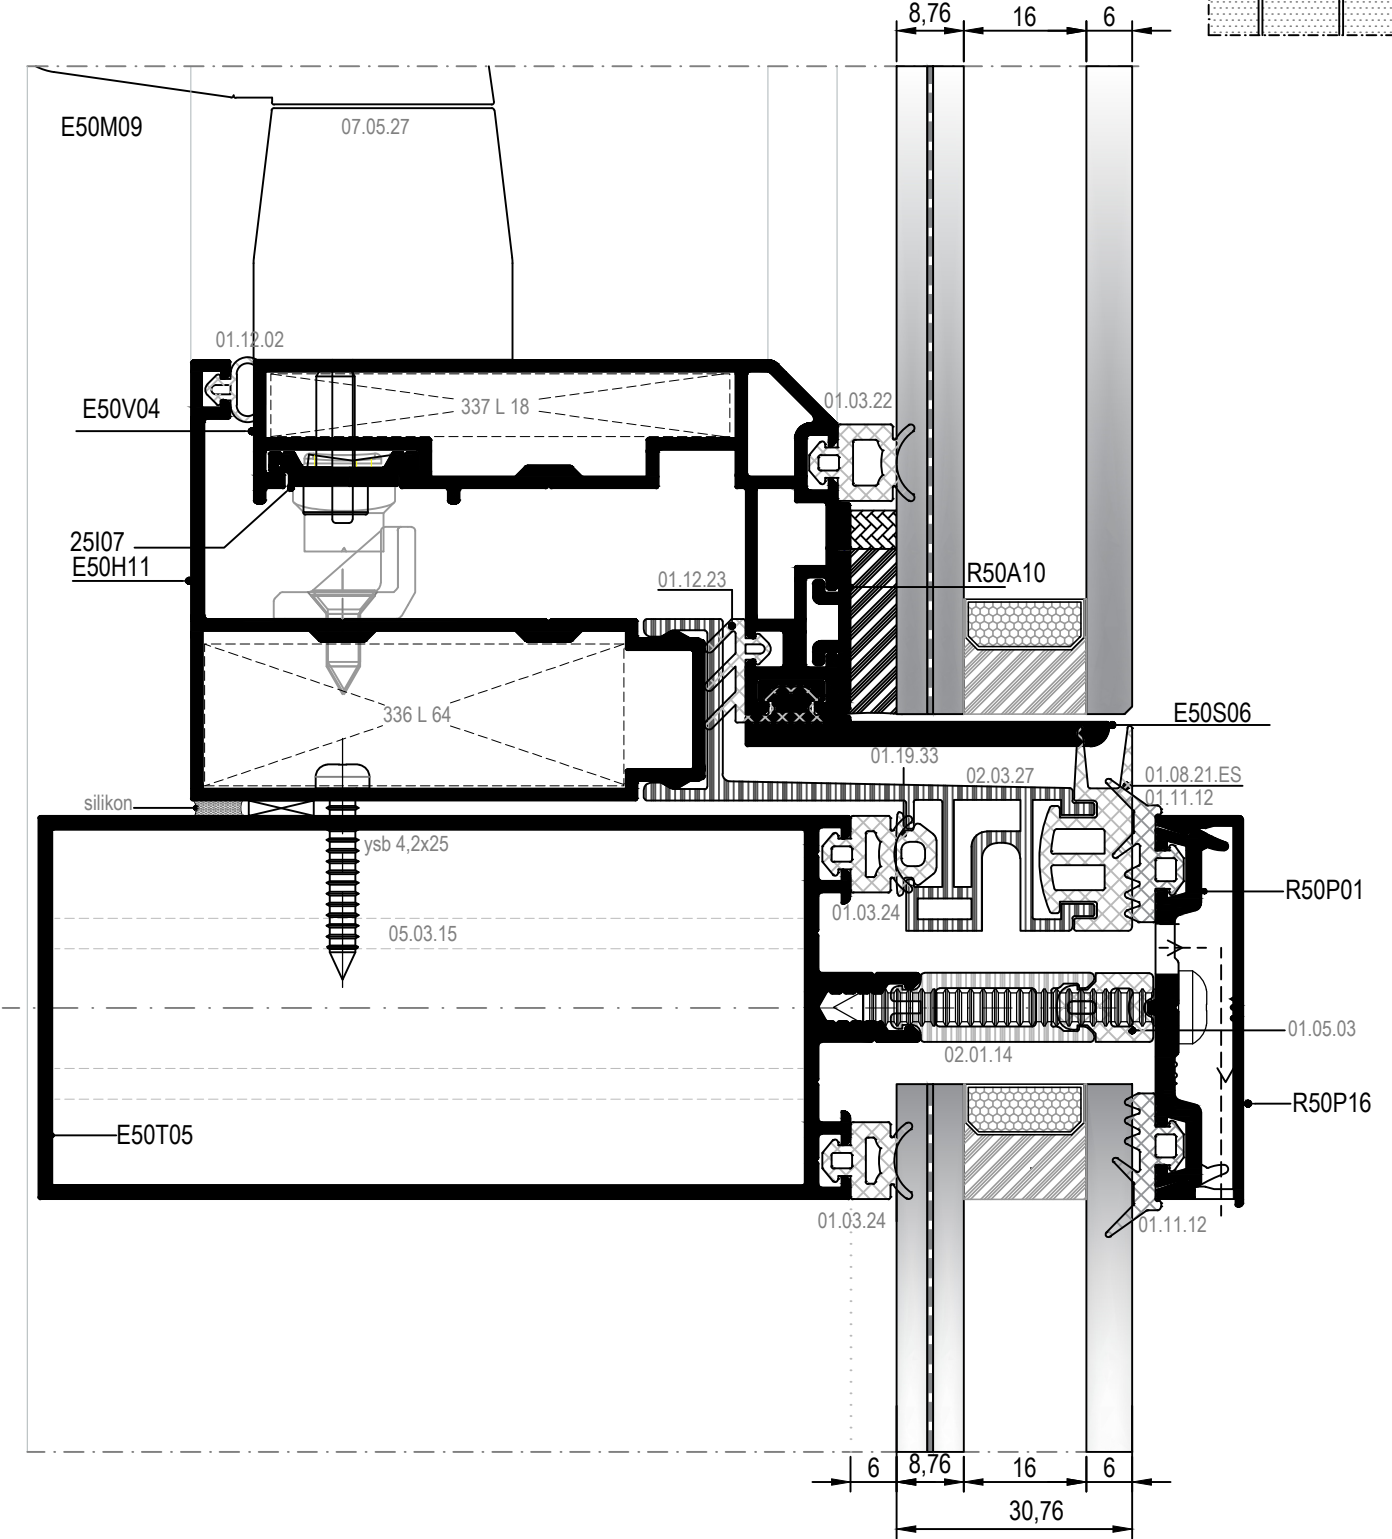 8,76 16 6
E50M09
07.05.27
01.12.02
E50V04
337 L 18
01.03.22
25I07
E50H11
01.12.23
R50A10
336 L 64
E50S06
01.19.33
02.03.27
01.08.21.ES
01.11.12
silikon
ysb 4,2x25
R50P01
01.03.24
05.03.15
01.05.03
02.01.14
R50P16
E50T05
01.03.24
01.11.12
6 8,76 16 6
30,76